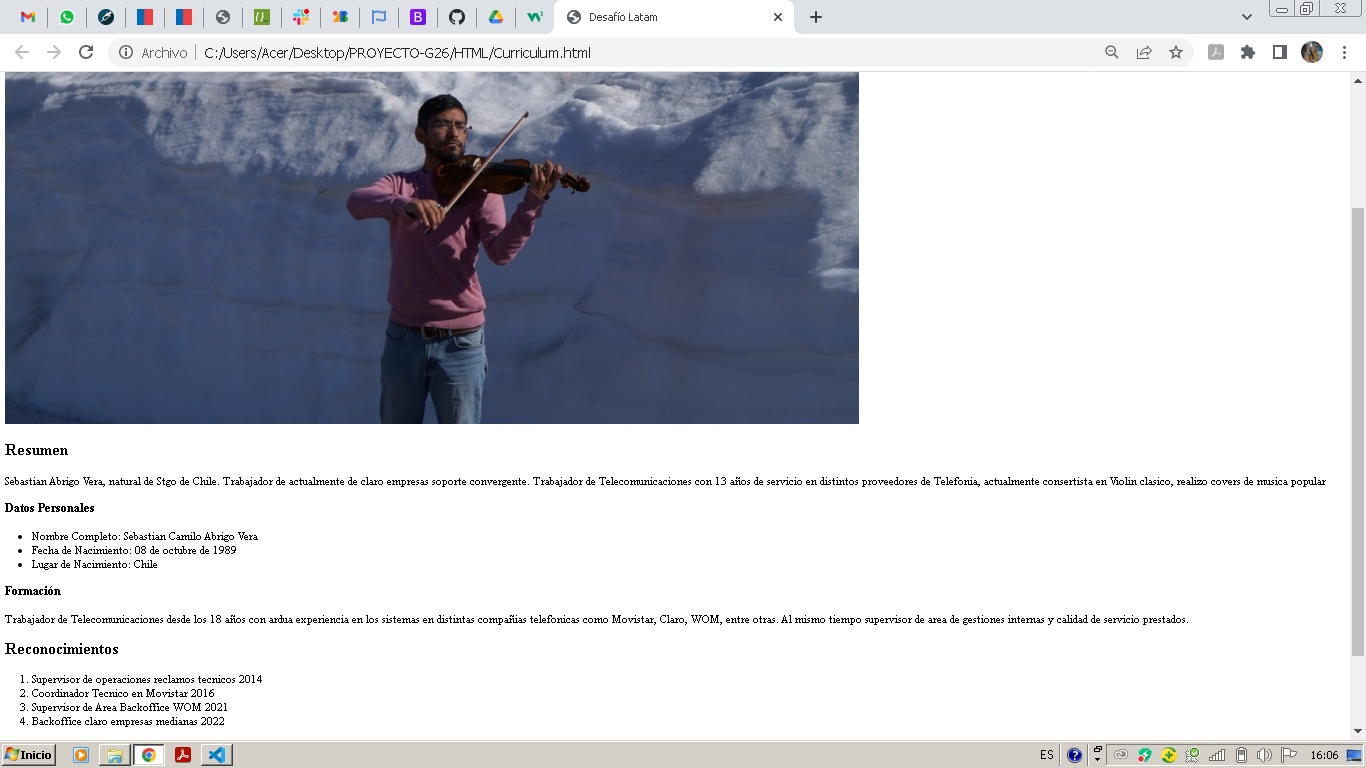 Desafío Latam
Archivo C:/Users/Acer/Desktop/PROYECTO-G26/HTML/Curriculum.html
Resumen
Sebastian Abrigo Vera, natural de Stgo de Chile. Trabajador de actualmente de claro empresas soporte convergente. Trabajador de Telecomunicaciones con 13 años de servicio en distintos proveedores de Telefonia, actualmente consertista en Violin clasico, realizo covers de musica popular
Datos Personales
• Nombre Completo: Sebastian Camilo Abrigo Vera
• Fecha de Nacimiento: 08 de octubre de 1989
• Lugar de Nacimiento: Chile
Formación
Trabajador de Telecomunicaciones desde los 18 años con ardua experiencia en los sistemas en distintas compañias telefonicas como Movistar, Claro, WOM, entre otras. Al mismo tiempo supervisor de area de gestiones internas y calidad de servicio prestados.
Reconocimientos
1. Supervisor de operaciones reclamos tecnicos 2014
2. Coordinador Tecnico en Movistar 2016
3. Supervisor de Area Backoffice WOM 2021
4. Backoffice claro empresas medianas 2022
Inicio ES 16:06